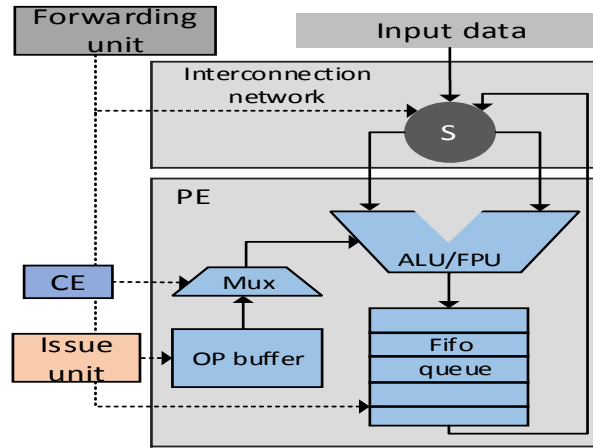 Forwarding
unit
Input data
Interconnection
network
S
PE
ALU/FPU
CE
Mux
Issue
unit
OP buffer
Fifo
queue